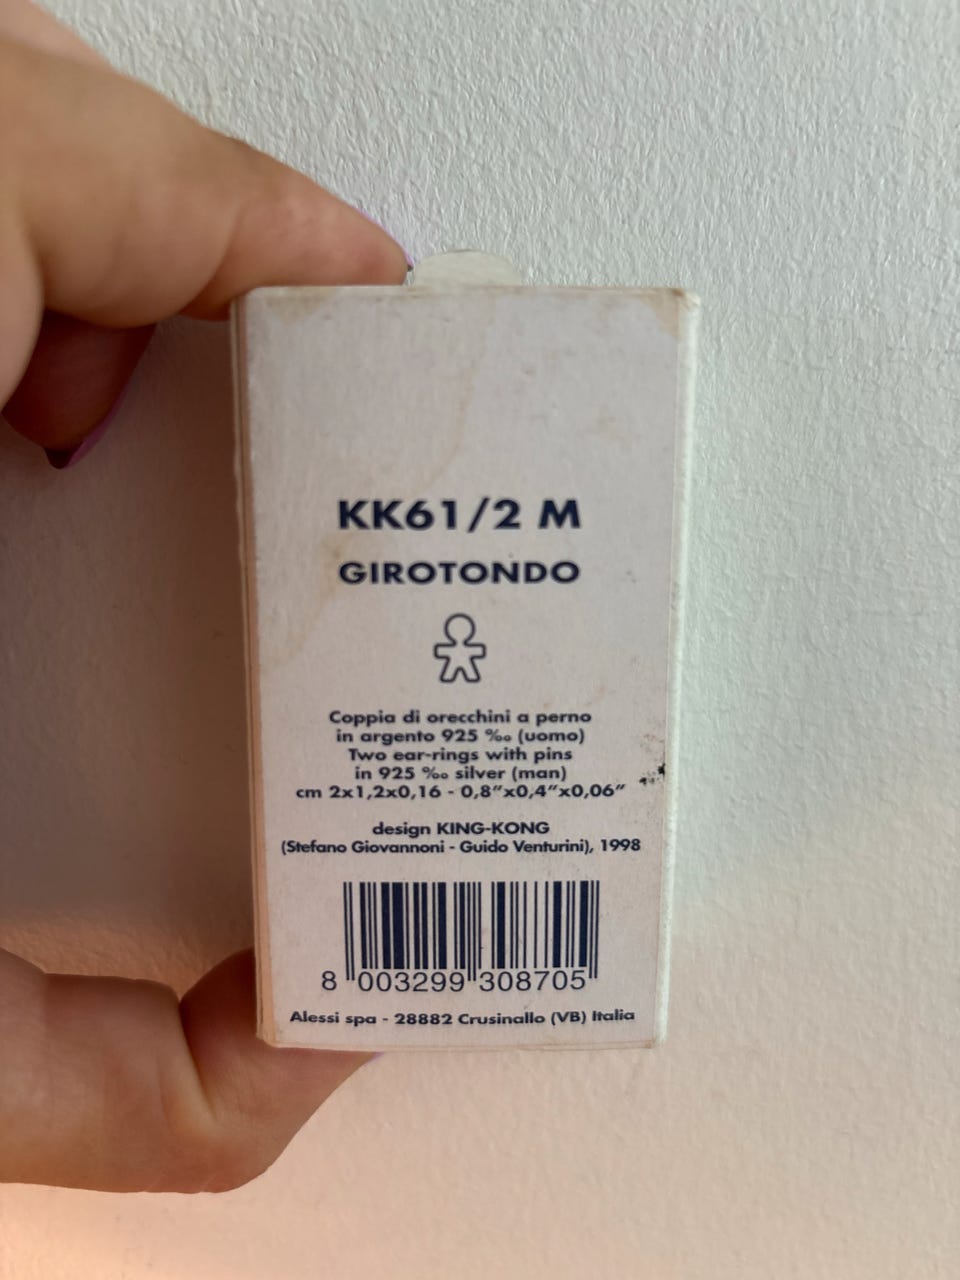 KK61/2 M
GIROTONDO
Coppia di orecchini a perno
in argento 925 ‰ (uomo)
Two ear-rings with pins
in 925 ‰ silver (man)
cm 2x1,2x0,16 - 0,8”x0,4”x0,06”
design KING-KONG
(Stefano Giovannoni - Guido Venturini), 1998
8 003299 308705
Alessi spa - 28882 Crusinallo (VB) Italia